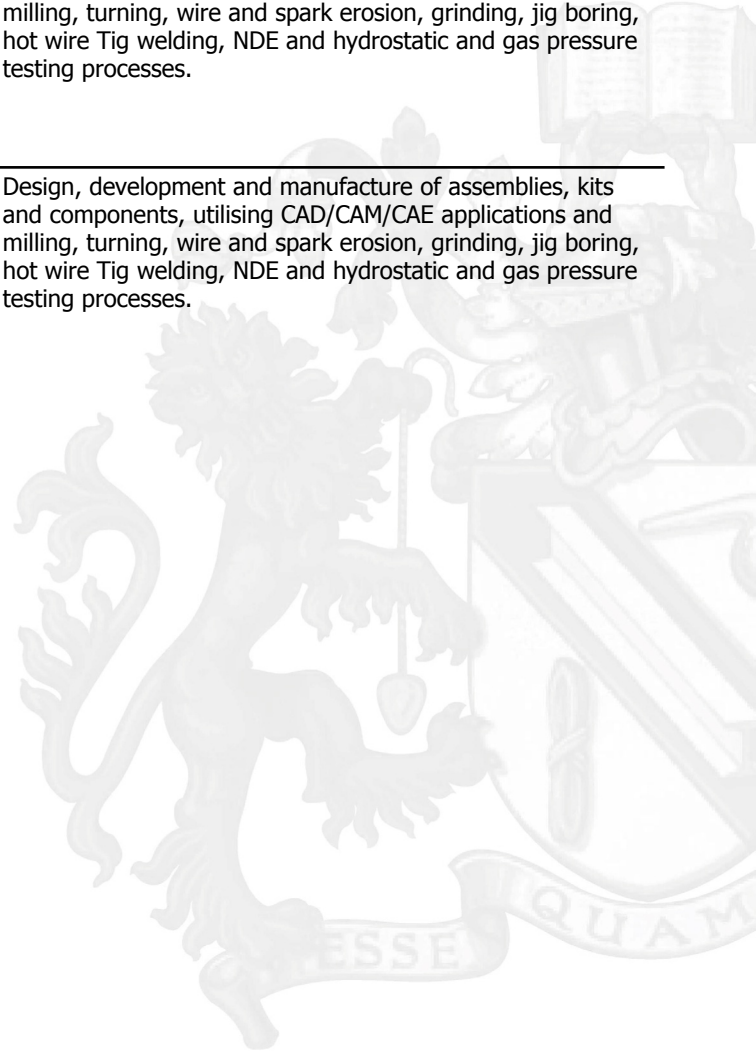 milling, turning, wire and spark erosion, grinding, jig boring,
hot wire Tig welding, NDE and hydrostatic and gas pressure
testing processes.
Design, development and manufacture of assemblies, kits
and components, utilising CAD/CAM/CAE applications and
milling, turning, wire and spark erosion, grinding, jig boring,
hot wire Tig welding, NDE and hydrostatic and gas pressure
testing processes.
ESSE QUAM